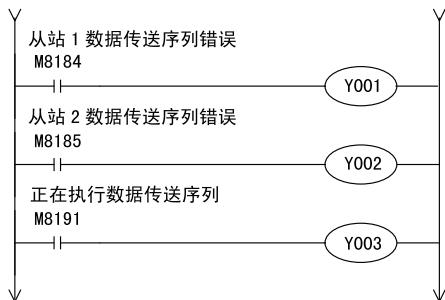 从站 1 数据传送序列错误
M8184
Y001
从站 2 数据传送序列错误
M8185
Y002
正在执行数据传送序列
M8191
Y003